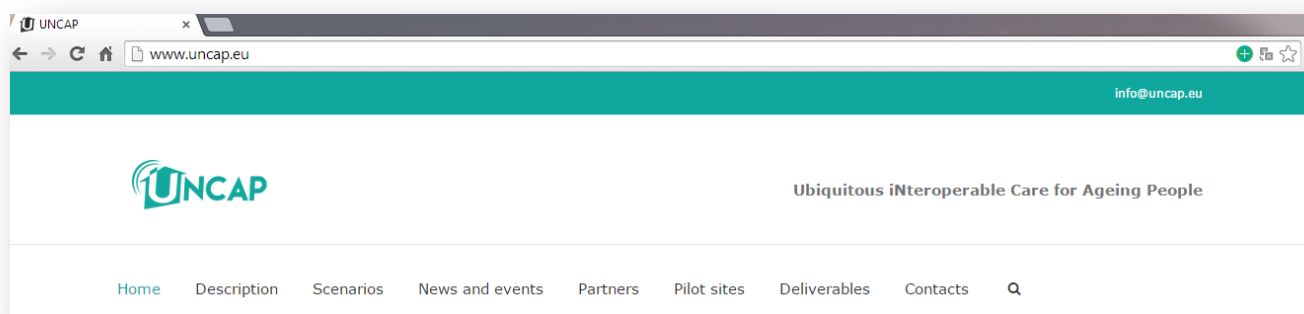 UNCAP
www.uncap.eu
info@uncap.eu
UNCAP
Ubiquitous iNteroperable Care for Ageing People
Home Description Scenarios News and events Partners Pilot sites Deliverables Contacts